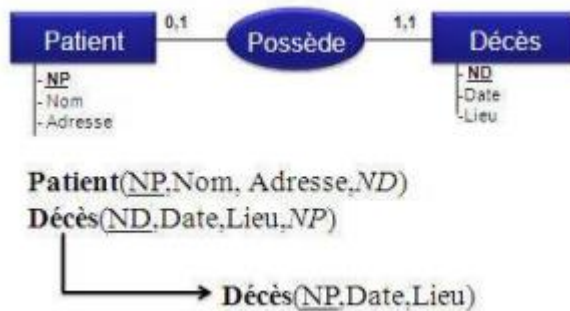 Patient 0,1 Possède 1,1 Décès
- NP
- Nom
- Adresse
- ND
- Date
- Lieu
Patient(NP,Nom, Adresse,ND)
Décès(ND,Date,Lieu,NP)
Décès(NP,Date,Lieu)